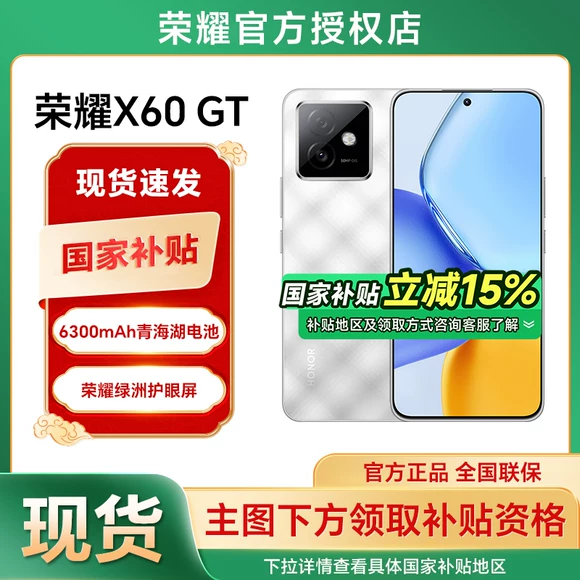 荣耀官方授权店
荣耀X60 GT
现货速发
国家补贴
6300mAh青海湖电池
荣耀绿洲护眼屏
国家补贴 立减15%
补贴地区及领取方式咨询客服了解
HONOR
官方正品 全国联保
现货
主图下方领取补贴资格
下拉详情查看具体国家补贴地区